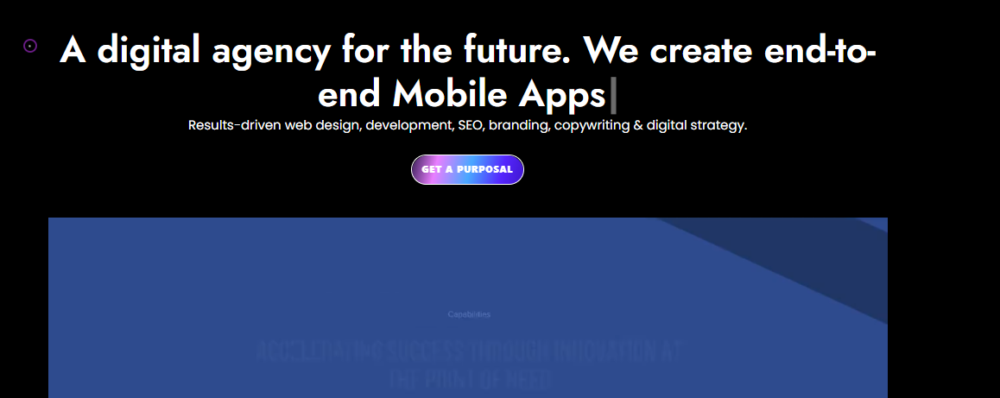 A digital agency for the future. We create end-to-
end Mobile Apps
Results-driven web design, development, SEO, branding, copywriting & digital strategy.
GET A PURPOSAL
Capabilities
ACCELERATING SUCCESS THROUGH INNOVATION AT
THE POINT OF NEED